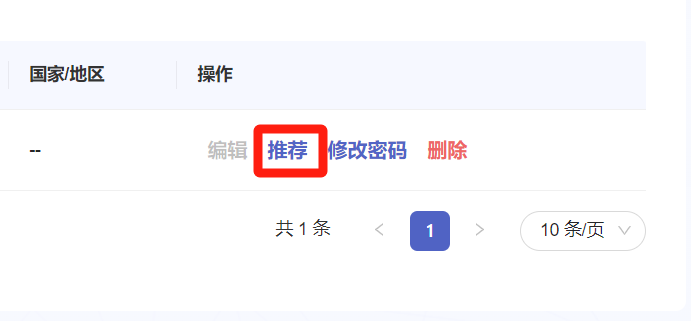 国家/地区 操作
-- 编辑 推荐 修改密码 删除
共 1 条 < 1 > 10 条/页